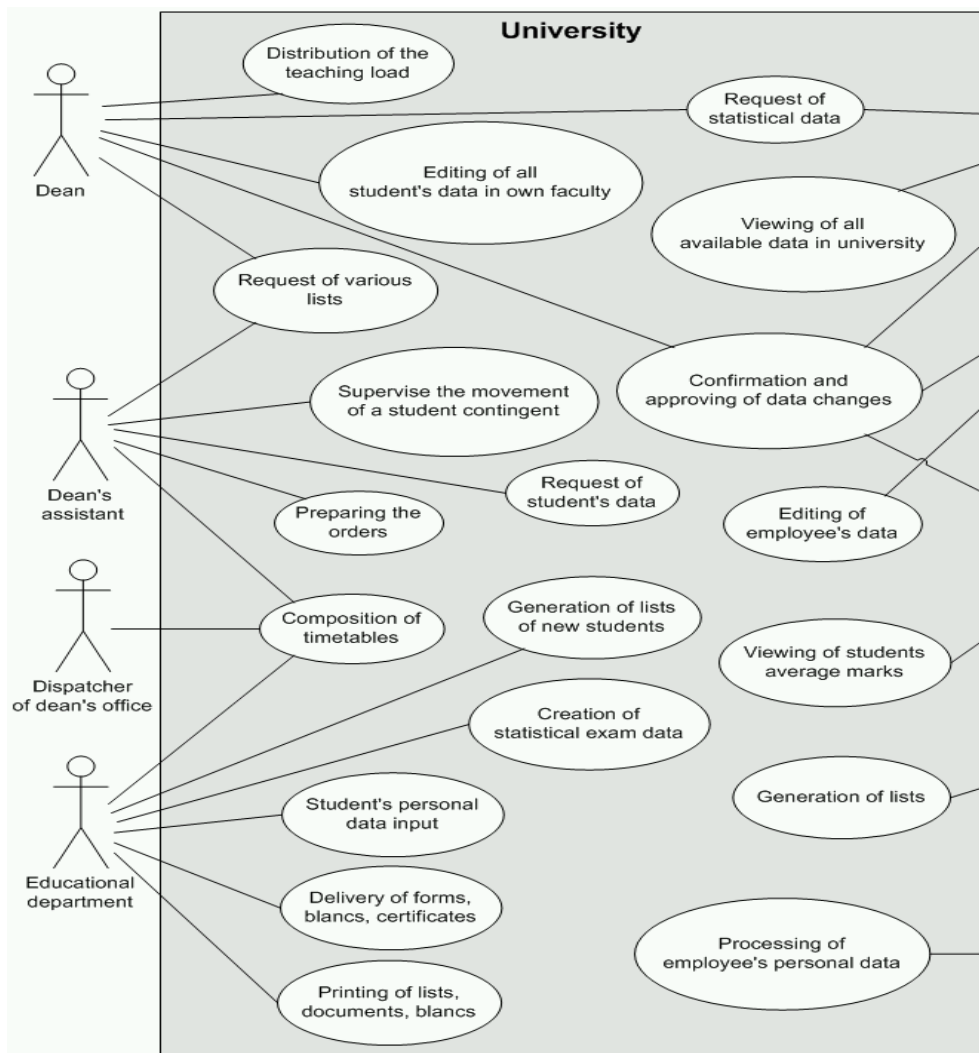 University
Distribution of the
teaching load
Request of
statistical data
Dean
Editing of all
student's data in own faculty
Viewing of all
available data in university
Request of various
lists
Supervise the movement
of a student contingent
Confirmation and
approving of data changes
Dean's
assistant
Request of
student's data
Preparing the
orders
Editing of
employee's data
Composition of
timetables
Generation of lists
of new students
Viewing of students
average marks
Dispatcher
of dean's office
Creation of
statistical exam data
Student's personal
data input
Generation of lists
Educational
department
Delivery of forms,
blancs, certificates
Processing of
employee's personal data
Printing of lists,
documents, blancs